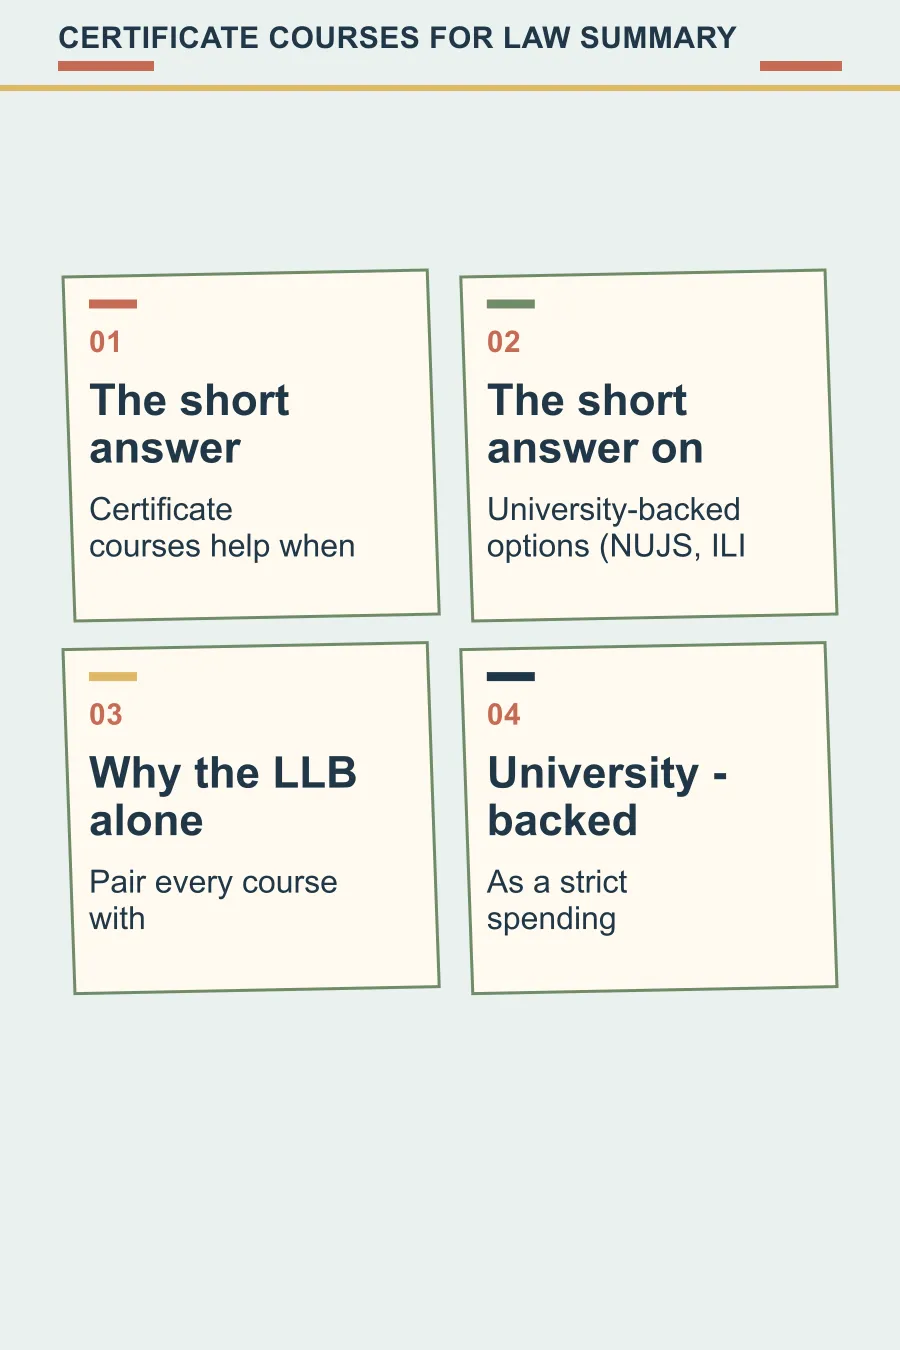 CERTIFICATE COURSES FOR LAW SUMMARY
01
The short
answer
Certificate
courses help when
02
The short
answer on
University-backed
options (NUJS, ILI
03
Why the LLB
alone
Pair every course
with
04
University -
backed
As a strict
spending